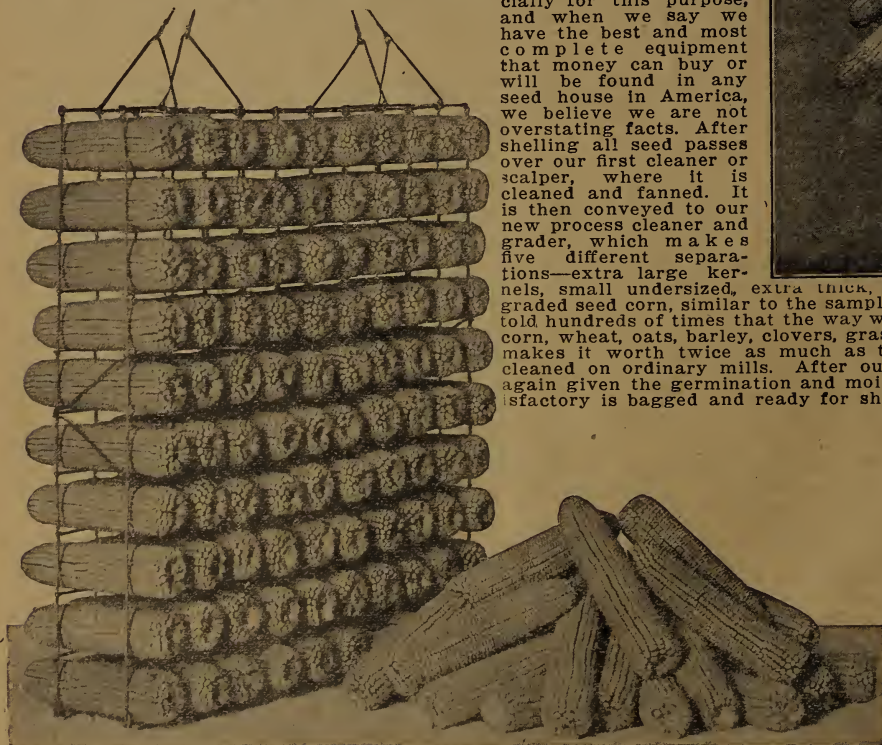 cially for this purpose,
and when we say we
have the best and most
complete equipment
that money can buy or
will be found in any
seed house in America,
we believe we are not
overstating facts. After
shelling all seed passes
over our first cleaner or
scalper, where it is
cleaned and fanned. It
is then conveyed to our
new process cleaner and
grader, which makes
five different separa-
tions—extra large ker-
nels, small undersized, extra thick,
graded seed corn, similar to the sampl
told hundreds of times that the way w
corn, wheat, oats, barley, clovers, gra
makes it worth twice as much as t
cleaned on ordinary mills. After ou
again given the germination and moi
isfactory is bagged and ready for sh